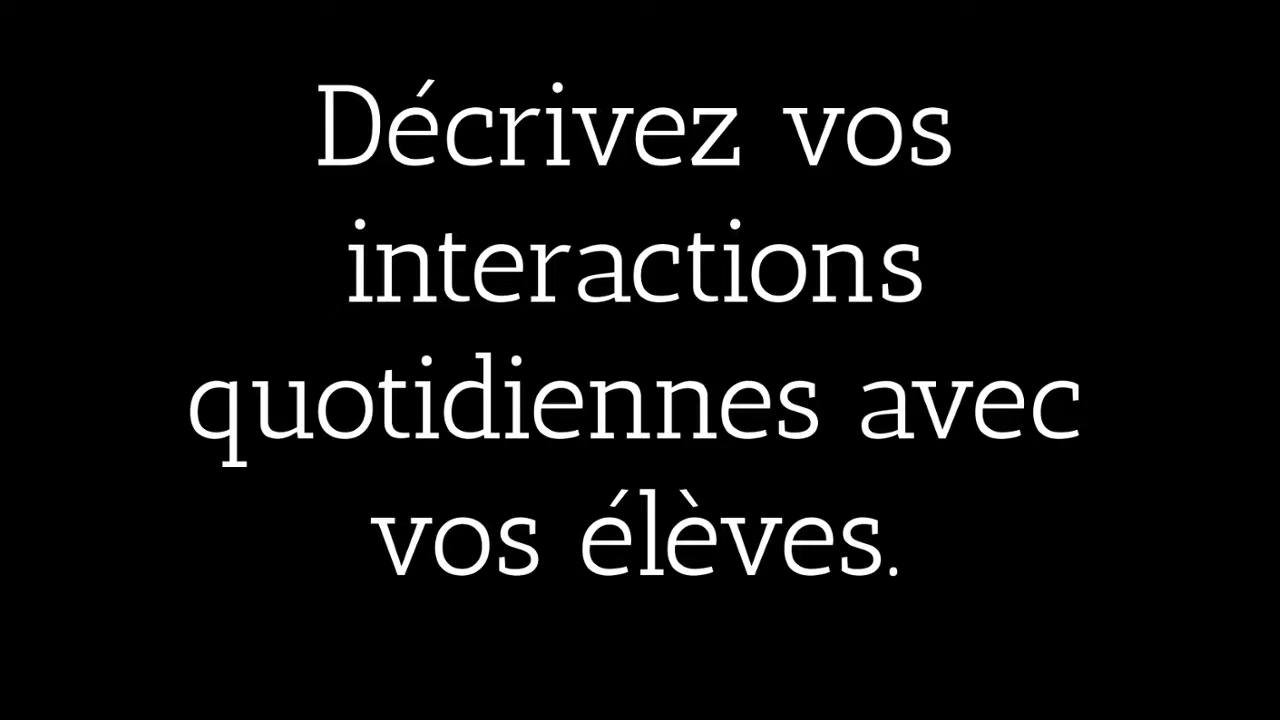 Décrivez vos
interactions
quotidiennes avec
vos élèves.